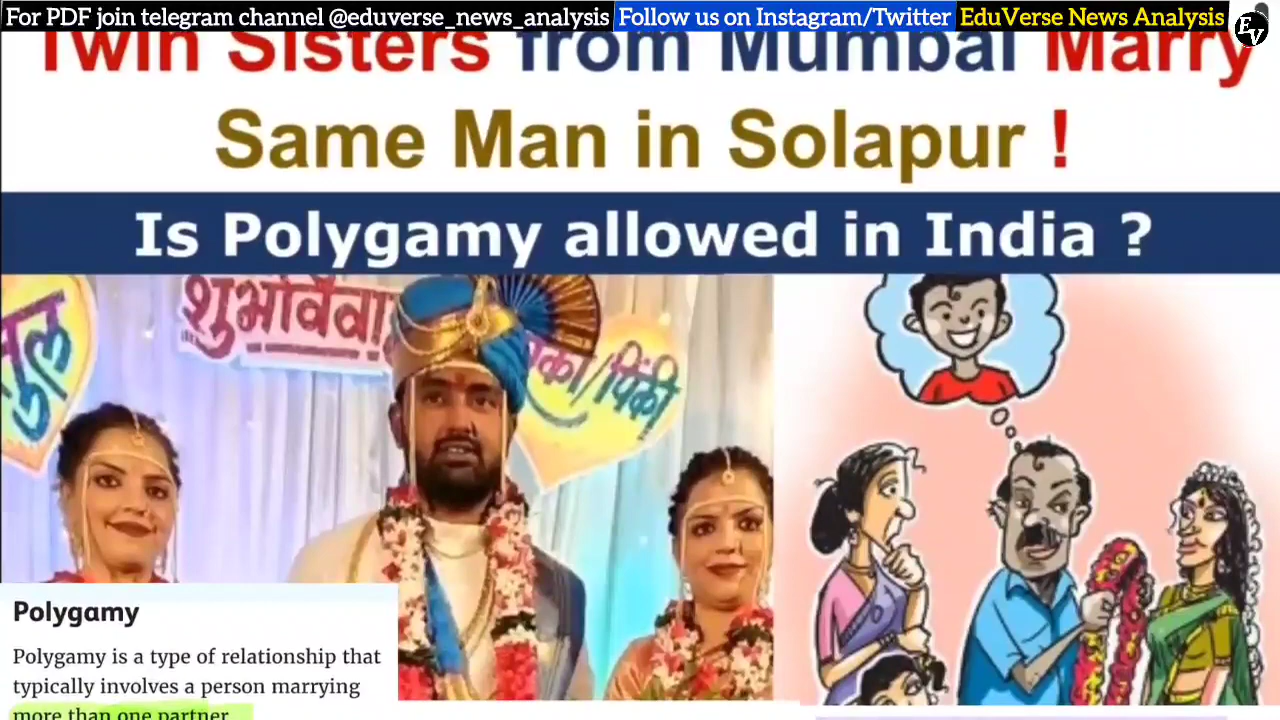 For PDF join telegram channel @eduverse_news_analysis Follow us on Instagram/Twitter EduVerse News Analysis
EV
Twin Sisters from Mumbai Marry
Same Man in Solapur !
Is Polygamy allowed in India ?
पिंकी
Polygamy
Polygamy is a type of relationship that
typically involves a person marrying
more than one partner